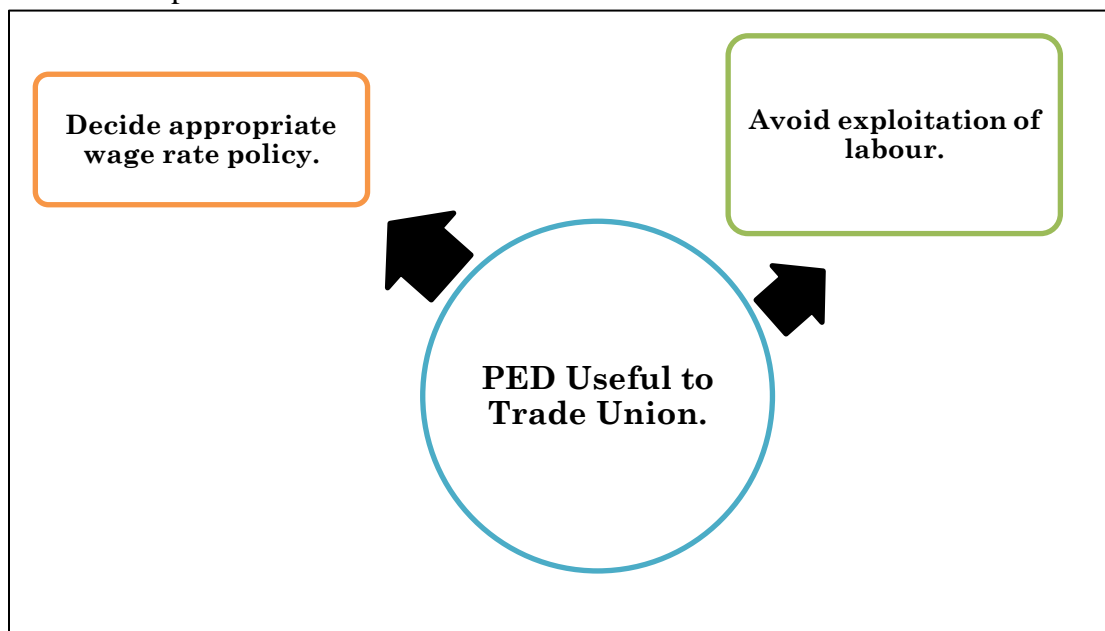 Decide appropriate
wage rate policy.
Avoid exploitation of
labour.
PED Useful to
Trade Union.